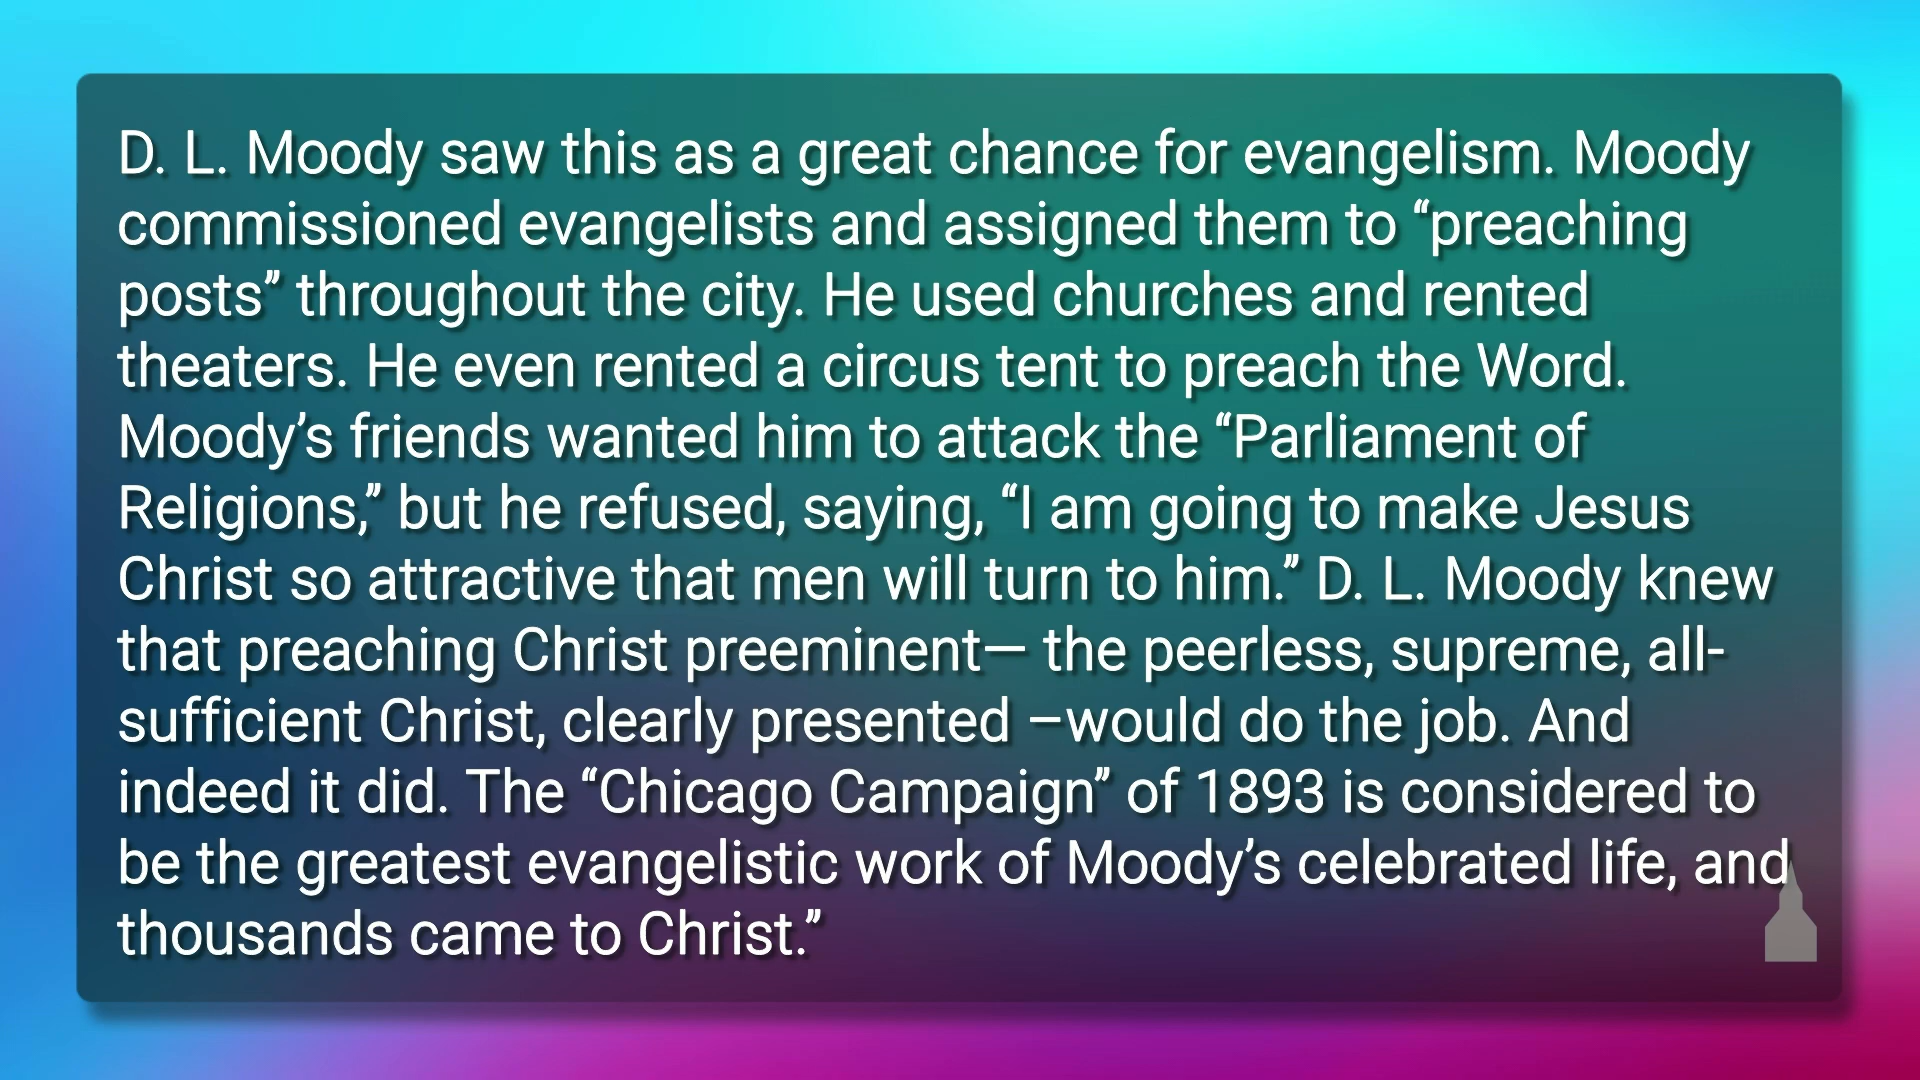 D. L. Moody saw this as a great chance for evangelism. Moody
commissioned evangelists and assigned them to “preaching
posts” throughout the city. He used churches and rented
theaters. He even rented a circus tent to preach the Word.
Moody’s friends wanted him to attack the “Parliament of
Religions,” but he refused, saying, “I am going to make Jesus
Christ so attractive that men will turn to him.” D. L. Moody knew
that preaching Christ preeminent— the peerless, supreme, all-
sufficient Christ, clearly presented –would do the job. And
indeed it did. The “Chicago Campaign” of 1893 is considered to
be the greatest evangelistic work of Moody’s celebrated life, and
thousands came to Christ.”